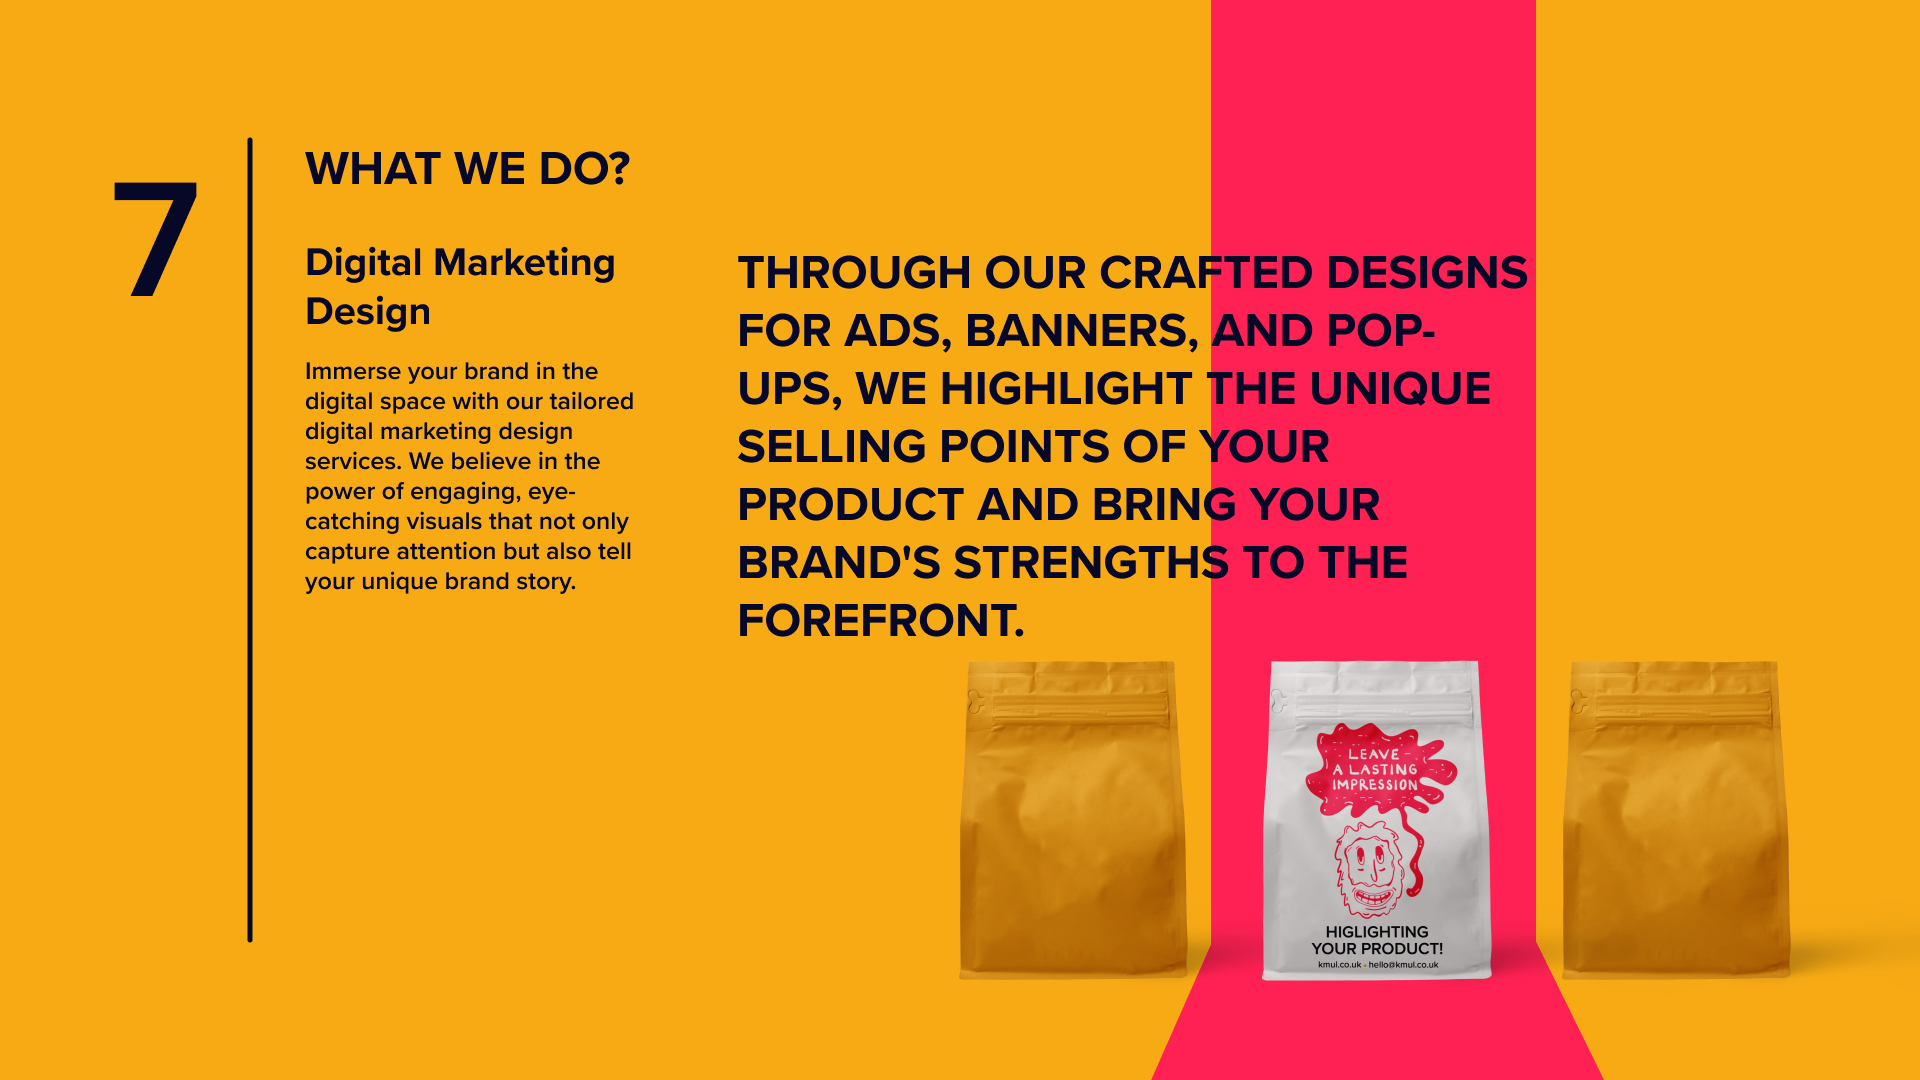 7
WHAT WE DO?
Digital Marketing
Design
Immerse your brand in the
digital space with our tailored
digital marketing design
services. We believe in the
power of engaging, eye-
catching visuals that not only
capture attention but also tell
your unique brand story.
THROUGH OUR CRAFTED DESIGNS
FOR ADS, BANNERS, AND POP-
UPS, WE HIGHLIGHT THE UNIQUE
SELLING POINTS OF YOUR
PRODUCT AND BRING YOUR
BRAND'S STRENGTHS TO THE
FOREFRONT.
LEAVE
A LASTING
IMPRESSION
HIGLIGHTING
YOUR PRODUCT!
kmul.co.uk • hello@kmul.co.uk